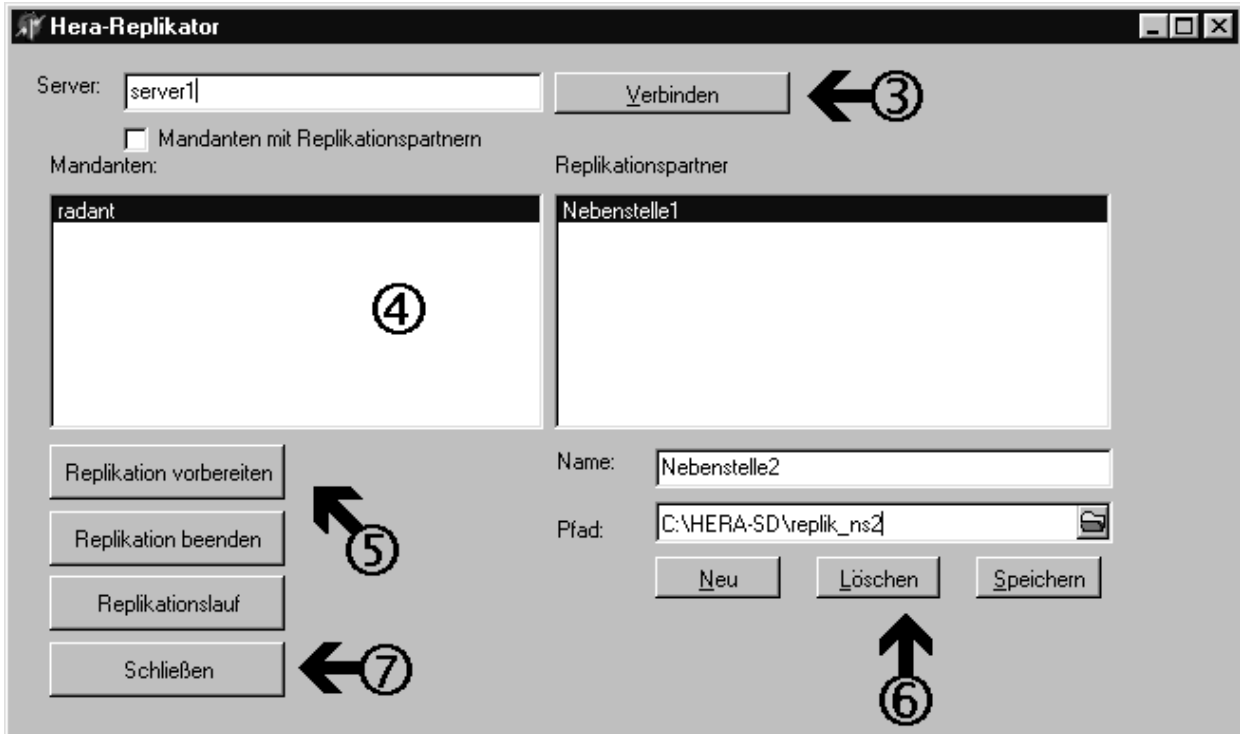 Hera-Replikator
Server: server1 Verbinden ③
Mandanten mit Replikationspartnern
Mandanten: Replikationspartner
radant Nebenstelle1
④
Replikation vorbereiten Name: Nebenstelle2
⑤ Pfad: C:\HERA-SD\replik_ns2
Replikation beenden
Neu Löschen Speichern
Replikationslauf
Schließen ⑦ ⑥